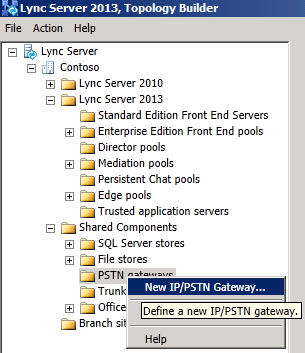 Lync Server 2013, Topology Builder
File Action Help
Lync Server
Contoso
Lync Server 2010
Lync Server 2013
Standard Edition Front End Servers
Enterprise Edition Front End pools
Director pools
Mediation pools
Persistent Chat pools
Edge pools
Trusted application servers
Shared Components
SQL Server stores
File stores
PSTN gateways
New IP/PSTN Gateway...
Trunk
Define a new IP/PSTN gateway.
Office
Branch sit
Help